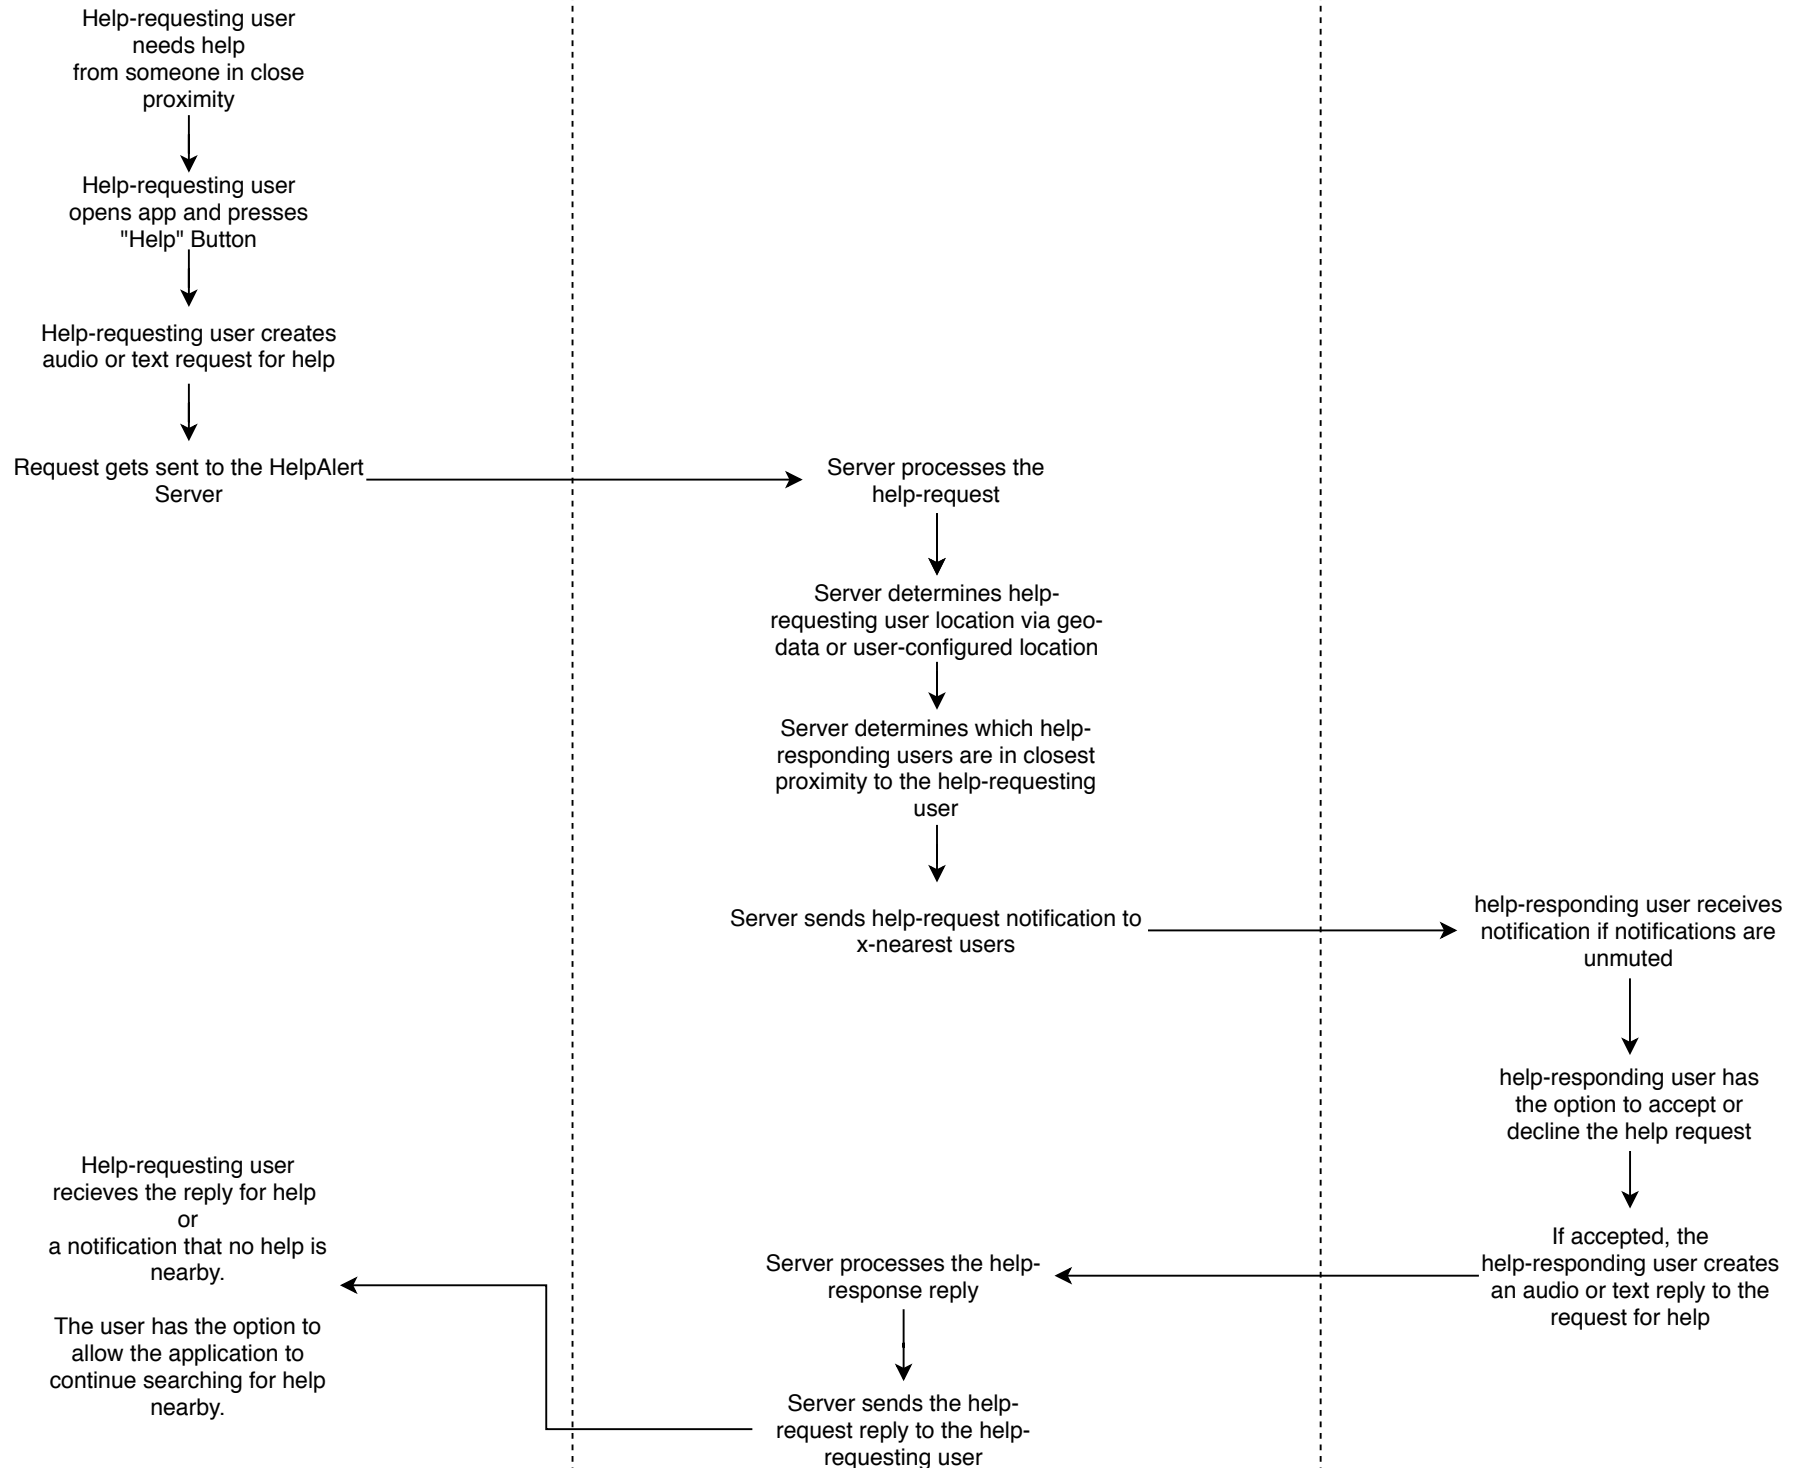 Help-requesting user
needs help
from someone in close
proximity
Help-requesting user
opens app and presses
"Help" Button
Help-requesting user creates
audio or text request for help
Request gets sent to the HelpAlert
Server
Server processes the
help-request
Server determines help-
requesting user location via geo-
data or user-configured location
Server determines which help-
responding users are in closest
proximity to the help-requesting
user
Server sends help-request notification to
x-nearest users
help-responding user receives
notification if notifications are
unmuted
help-responding user has
the option to accept or
decline the help request
If accepted, the
help-responding user creates
an audio or text reply to the
request for help
Server processes the help-
response reply
Server sends the help-
request reply to the help-
requesting user
Help-requesting user
recieves the reply for help
or
a notification that no help is
nearby.
The user has the option to
allow the application to
continue searching for help
nearby.